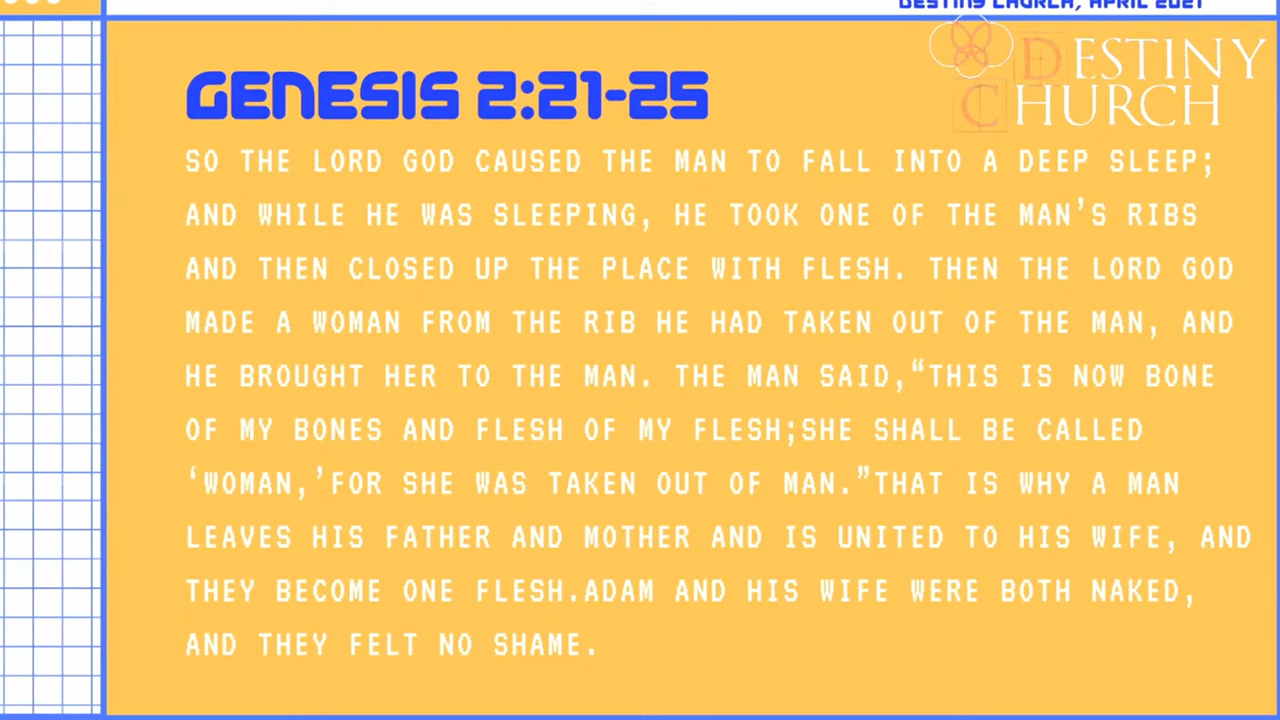 DESTINY CHURCH, APRIL 2021
DESTINY
CHURCH
GENESIS 2:21-25
SO THE LORD GOD CAUSED THE MAN TO FALL INTO A DEEP SLEEP;
AND WHILE HE WAS SLEEPING, HE TOOK ONE OF THE MAN’S RIBS
AND THEN CLOSED UP THE PLACE WITH FLESH. THEN THE LORD GOD
MADE A WOMAN FROM THE RIB HE HAD TAKEN OUT OF THE MAN, AND
HE BROUGHT HER TO THE MAN. THE MAN SAID,“THIS IS NOW BONE
OF MY BONES AND FLESH OF MY FLESH;SHE SHALL BE CALLED
‘WOMAN,’FOR SHE WAS TAKEN OUT OF MAN.”THAT IS WHY A MAN
LEAVES HIS FATHER AND MOTHER AND IS UNITED TO HIS WIFE, AND
THEY BECOME ONE FLESH.ADAM AND HIS WIFE WERE BOTH NAKED,
AND THEY FELT NO SHAME.